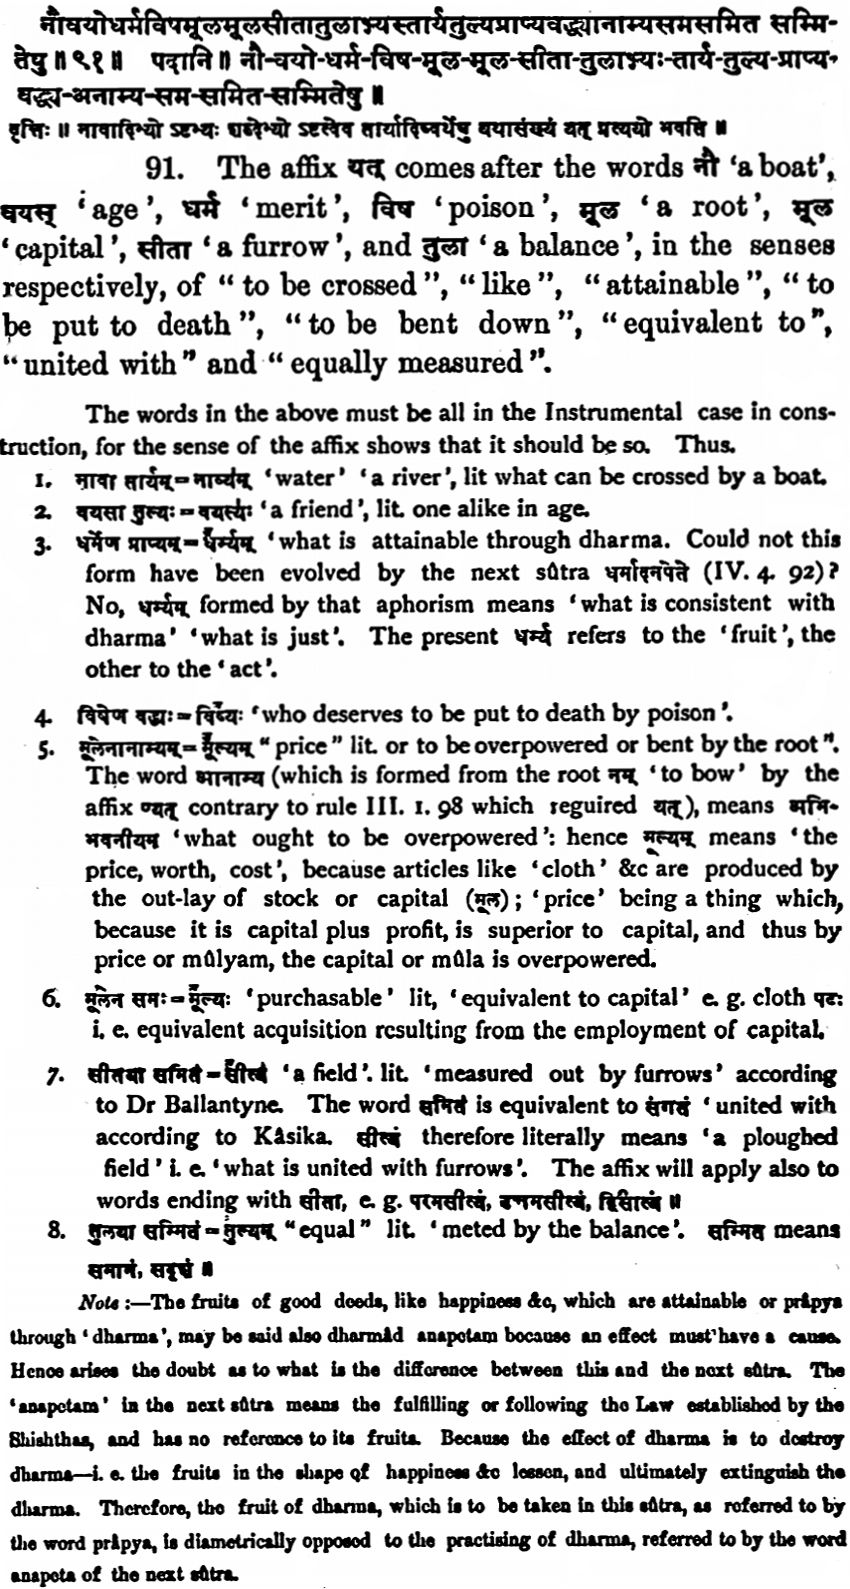 नौवयोधर्मविषमूलमूलसीतातुलाभ्यस्तार्यतुल्यप्राप्यवद्ध्यानाम्यसमसमित सम्मि-
तेषु ॥ ९१ ॥ पदानि ॥ नौ-वयो-धर्म-विष-मूल-मूल-सीता-तुलाभ्यः-तार्य-तुल्य-प्राप्य-
वद्ध्य-अनाम्य-सम-समित-सम्मितेषु ॥
वृत्तिः ॥ नावादिभ्यो ऽष्टभ्यः शब्देभ्यो ऽष्टस्वेव तार्यादिष्वर्थेषु यथासंख्यं यत् प्रत्ययो भवति ॥
91. The affix यत् comes after the words नौ 'a boat',
वयस् 'age', धर्म 'merit', विष 'poison', मूल 'a root', मूल
'capital', सीता 'a furrow', and तुला 'a balance', in the senses
respectively, of "to be crossed", "like", "attainable", "to
be put to death", "to be bent down", "equivalent to",
"united with" and "equally measured".
The words in the above must be all in the Instrumental case in cons-
truction, for the sense of the affix shows that it should be so. Thus.
1. नावा तार्यम् = नाव्यम् 'water' 'a river', lit what can be crossed by a boat.
2. वयसा तुल्यः = वयस्यः 'a friend', lit. one alike in age.
3. धर्मेण प्राप्यम् = धर्म्यम् 'what is attainable through dharma. Could not this
form have been evolved by the next sûtra धर्मादनपेते (IV. 4. 92)?
No, धर्म्यम् formed by that aphorism means 'what is consistent with
dharma' 'what is just'. The present धर्म्य refers to the 'fruit', the
other to the 'act'.
4. विषेण वद्ध्यः = विष्यः 'who deserves to be put to death by poison'.
5. मूलेनानाम्यम् = मूल्यम् "price" lit. or to be overpowered or bent by the root".
The word आनाम्य (which is formed from the root नम् 'to bow' by the
affix ण्यत् contrary to rule III. 1. 98 which reguired यत्), means अभि-
भवनीयम 'what ought to be overpowered': hence मूल्यम् means 'the
price, worth, cost', because articles like 'cloth' &c are produced by
the out-lay of stock or capital (मूल); 'price' being a thing which,
because it is capital plus profit, is superior to capital, and thus by
price or mûlyam, the capital or mûla is overpowered.
6. मूलेन समः = मूल्यः 'purchasable' lit, 'equivalent to capital' e. g. cloth पटः
i. e. equivalent acquisition resulting from the employment of capital.
7. सीतया समितं = सीत्यं 'a field'. lit. 'measured out by furrows' according
to Dr Ballantyne. The word समितं is equivalent to संगतं 'united with
according to Kâsika. सीत्यं therefore literally means 'a ploughed
field' i. e. 'what is united with furrows'. The affix will apply also to
words ending with सीता, e. g. परमसीत्यं, उत्तमसीत्यं, द्विसीत्यं ॥
8. तुलया सम्मितं = तुल्यम् "equal" lit. 'meted by the balance'. सम्मित means
समानं, सदृशं ॥
Note :—The fruits of good deeds, like happiness &c, which are attainable or prâpya
through 'dharma', may be said also dharmâd anapetam because an effect must have a cause.
Hence arises the doubt as to what is the difference between this and the next sûtra. The
'anapetam' in the next sûtra means the fulfilling or following the Law established by the
Shishthas, and has no reference to its fruits. Because the effect of dharma is to destroy
dharma—i. e. the fruits in the shape of happiness &c lessen, and ultimately extinguish the
dharma. Therefore, the fruit of dharma, which is to be taken in this sûtra, as referred to by
the word prâpya, is diametrically opposed to the practising of dharma, referred to by the word
anapeta of the next sûtra.